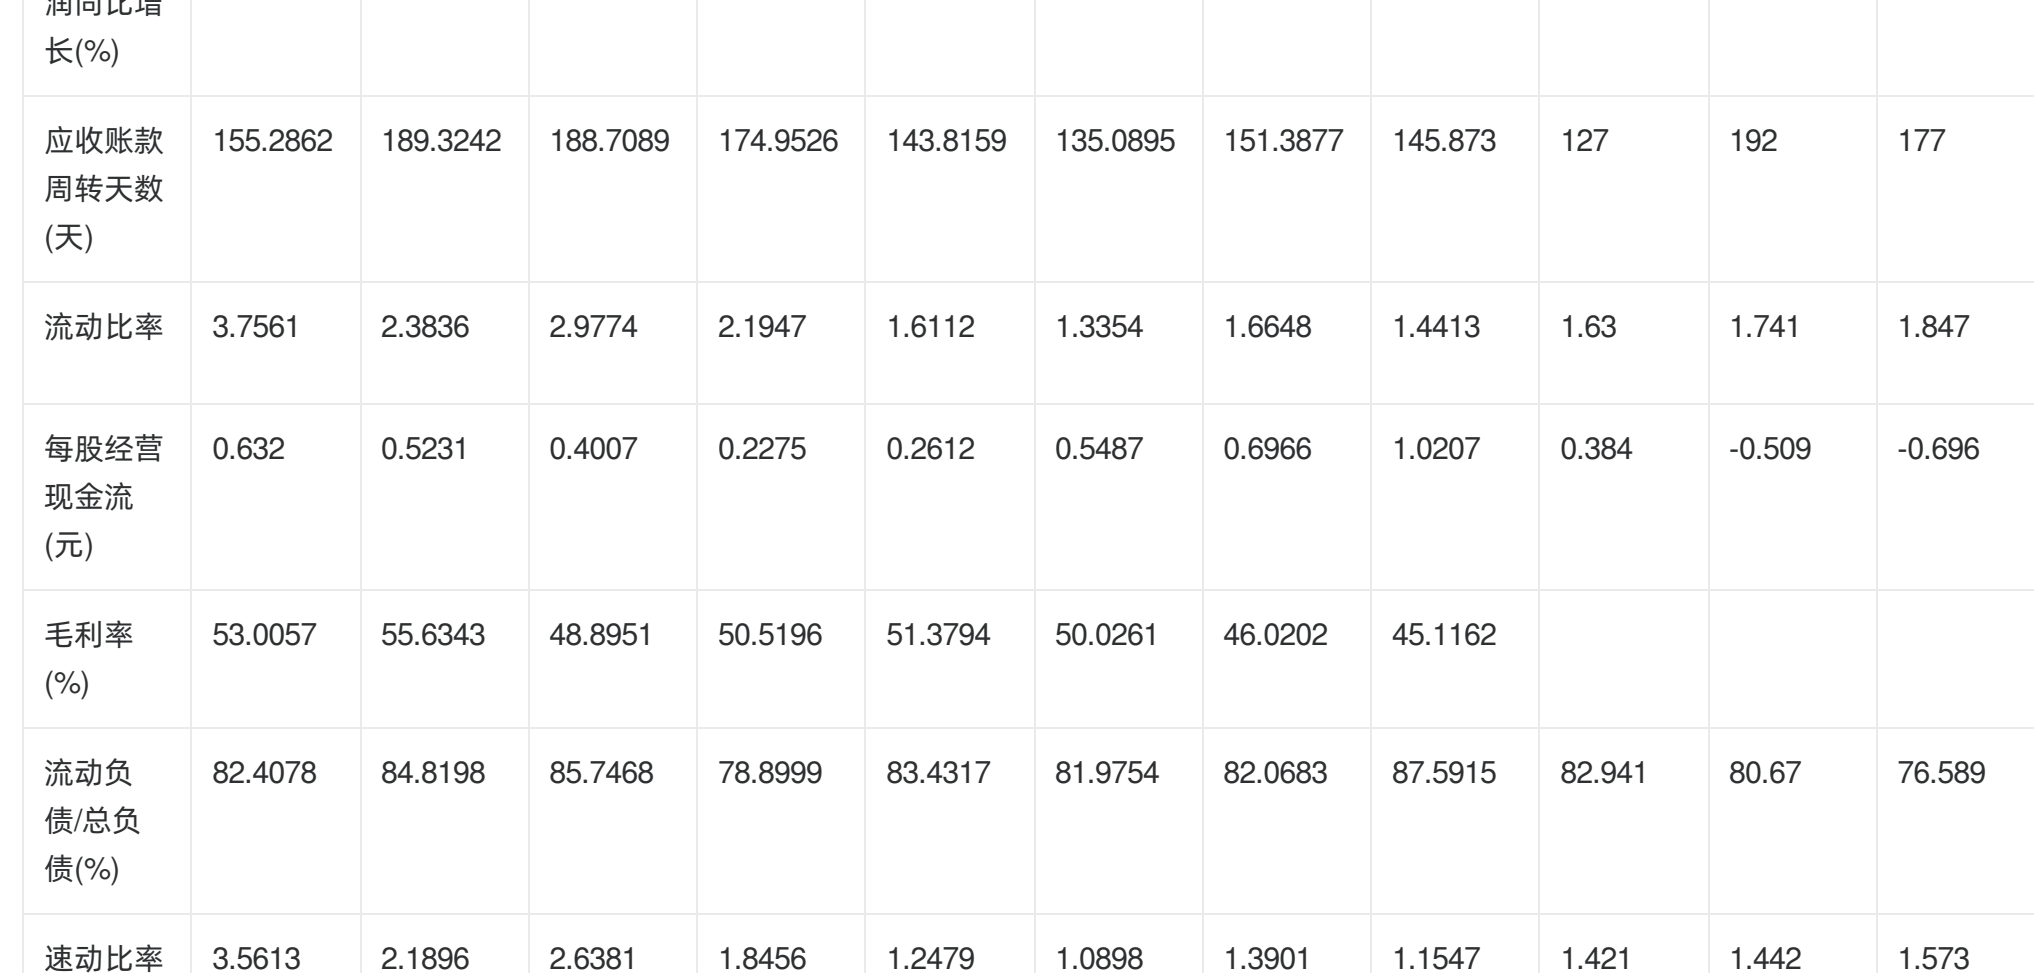 润同比增
长(%)
应收账款 155.2862 189.3242 188.7089 174.9526 143.8159 135.0895 151.3877 145.873 127 192 177
周转天数
(天)
流动比率 3.7561 2.3836 2.9774 2.1947 1.6112 1.3354 1.6648 1.4413 1.63 1.741 1.847
每股经营 0.632 0.5231 0.4007 0.2275 0.2612 0.5487 0.6966 1.0207 0.384 -0.509 -0.696
现金流
(元)
毛利率 53.0057 55.6343 48.8951 50.5196 51.3794 50.0261 46.0202 45.1162
(%)
流动负 82.4078 84.8198 85.7468 78.8999 83.4317 81.9754 82.0683 87.5915 82.941 80.67 76.589
债/总负
债(%)
速动比率 3.5613 2.1896 2.6381 1.8456 1.2479 1.0898 1.3901 1.1547 1.421 1.442 1.573